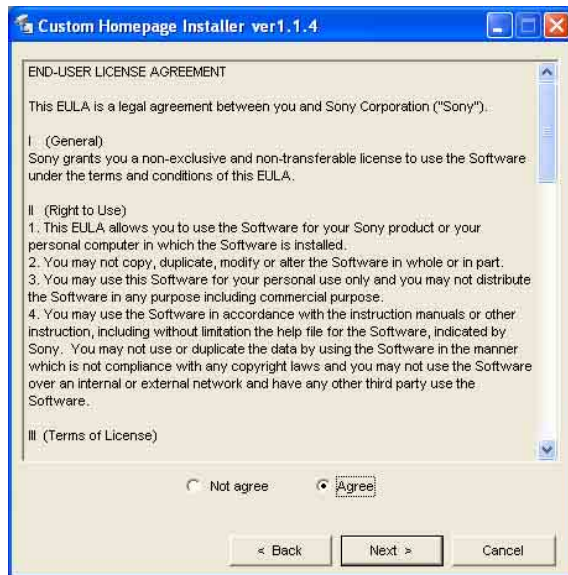 Custom Homepage Installer ver1.1.4
END-USER LICENSE AGREEMENT
This EULA is a legal agreement between you and Sony Corporation ("Sony").
I (General)
Sony grants you a non-exclusive and non-transferable license to use the Software
under the terms and conditions of this EULA.
II (Right to Use)
1. This EULA allows you to use the Software for your Sony product or your
personal computer in which the Software is installed.
2. You may not copy, duplicate, modify or alter the Software in whole or in part.
3. You may use this Software for your personal use only and you may not distribute
the Software in any purpose including commercial purpose.
4. You may use the Software in accordance with the instruction manuals or other
instruction, including without limitation the help file for the Software, indicated by
Sony. You may not use or duplicate the data by using the Software in the manner
which is not compliance with any copyright laws and you may not use the Software
over an internal or external network and have any other third party use the
Software.
III (Terms of License)
Not agree
Agree
< Back
Next >
Cancel